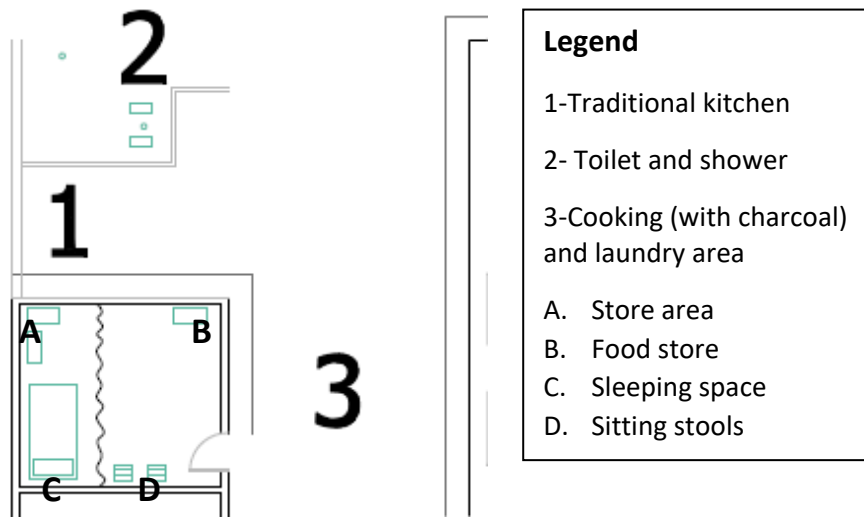 2
1
A
B
3
C
D
Legend
1-Traditional kitchen
2- Toilet and shower
3-Cooking (with charcoal)
and laundry area
A. Store area
B. Food store
C. Sleeping space
D. Sitting stools